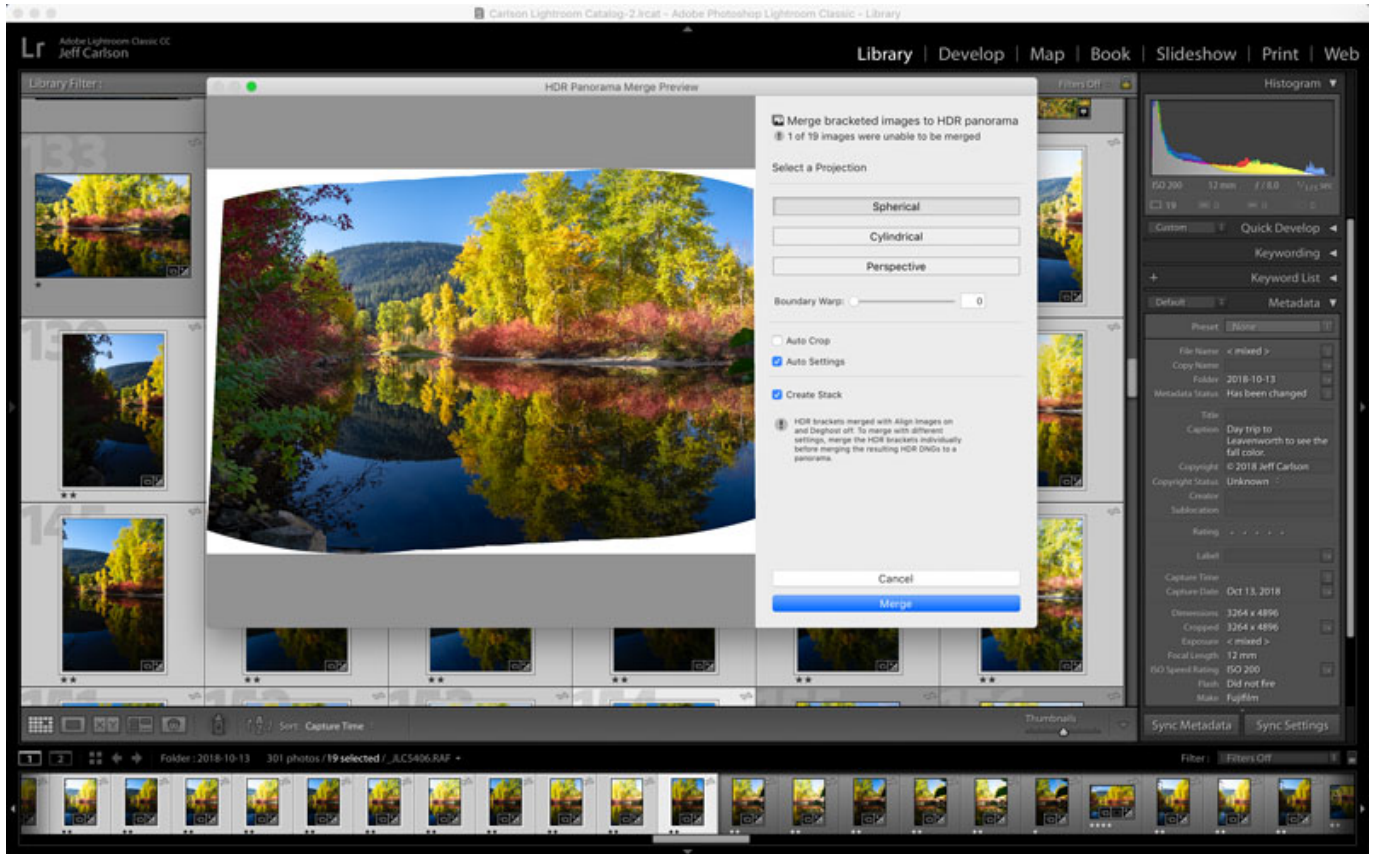 Carlson Lightroom Catalog-2.lrcat - Adobe Photoshop Lightroom Classic - Library
Lr
Adobe Lightroom Classic CC
Jeff Carlson
Library | Develop | Map | Book | Slideshow | Print | Web
Library Filter :
Filters Off
HDR Panorama Merge Preview
Merge bracketed images to HDR panorama
1 of 19 images were unable to be merged
Select a Projection
Spherical
Cylindrical
Perspective
Boundary Warp:
0
Auto Crop
Auto Settings
Create Stack
HDR brackets merged with Align Images on
and Deghost off. To merge with different
settings, merge the HDR brackets individually
before merging the resulting HDR DNGs to a
panorama.
Cancel
Merge
133
139
145
151
152
153
154
Histogram
ISO 200 12 mm f / 8.0
19
Custom
Quick Develop
Keywording
+ Keyword List
Default
Metadata
Preset None
File Name < mixed >
Copy Name
Folder 2018-10-13
Metadata Status Has been changed
Title
Caption Day trip to
Leavenworth to see the
fall color.
Copyright © 2018 Jeff Carlson
Copyright Status Unknown
Creator
Sublocation
Rating
Label
Capture Time
Capture Date Oct 13, 2018
Dimensions 3264 x 4896
Cropped 3264 x 4896
Exposure < mixed >
Focal Length 12 mm
ISO Speed Rating ISO 200
Flash Did not fire
Make Fujifilm
Sort: Capture Time
Thumbnails
Sync Metadata
Sync Settings
1 2
Folder : 2018-10-13 301 photos / 19 selected / _JLC5406.RAF
Filter : Filters Off